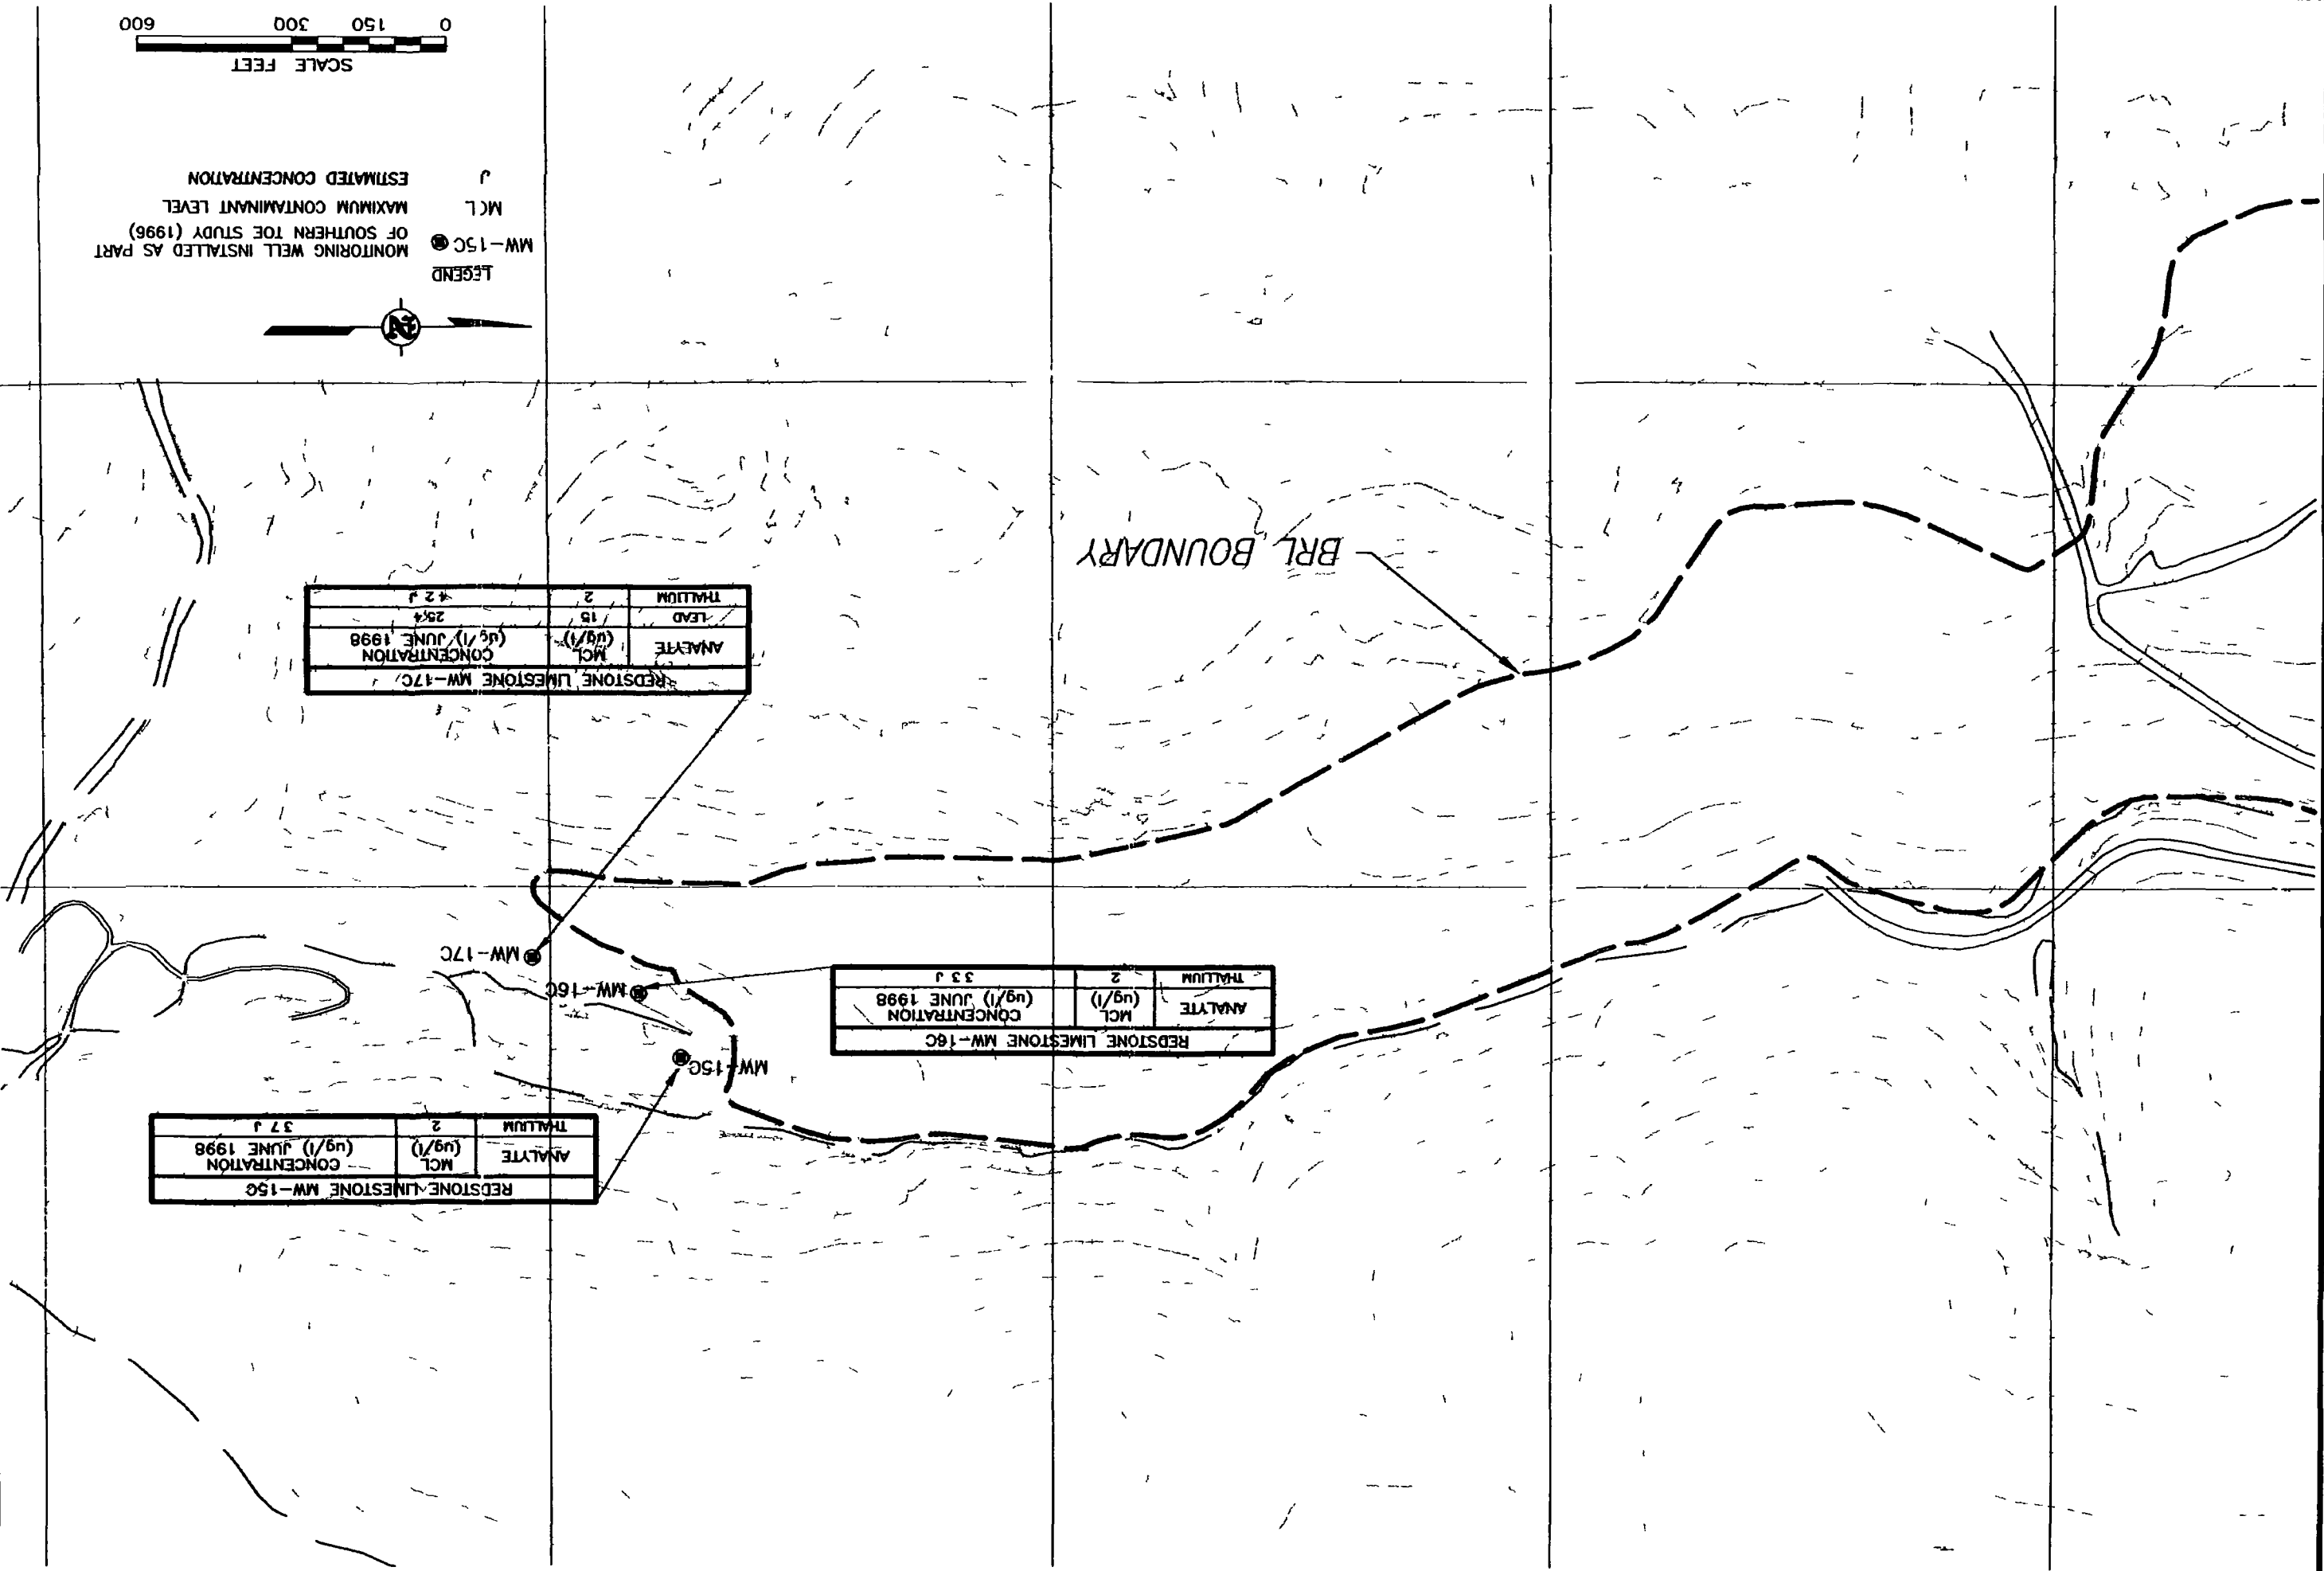 REDSTONE LIMESTONE MW-15C
ANALYTE
MCL
(ug/l)
CONCENTRATION
(ug/l) JUNE 1998
THALLIUM
2
3 7 J
MW-15C
REDSTONE LIMESTONE MW-16C
ANALYTE
MCL
(ug/l)
CONCENTRATION
(ug/l) JUNE 1998
THALLIUM
2
3 3 J
MW-16C
MW-17C
REDSTONE LIMESTONE MW-17C
ANALYTE
MCL
(ug/l)
CONCENTRATION
(ug/l) JUNE 1998
LEAD
15
25.4
THALLIUM
2
4 2 J
BRL BOUNDARY
N
LEGEND
MW-15C
MONITORING WELL INSTALLED AS PART
OF SOUTHERN TOE STUDY (1996)
MCL
MAXIMUM CONTAMINANT LEVEL
J
ESTIMATED CONCENTRATION
SCALE FEET
0 150 300 600